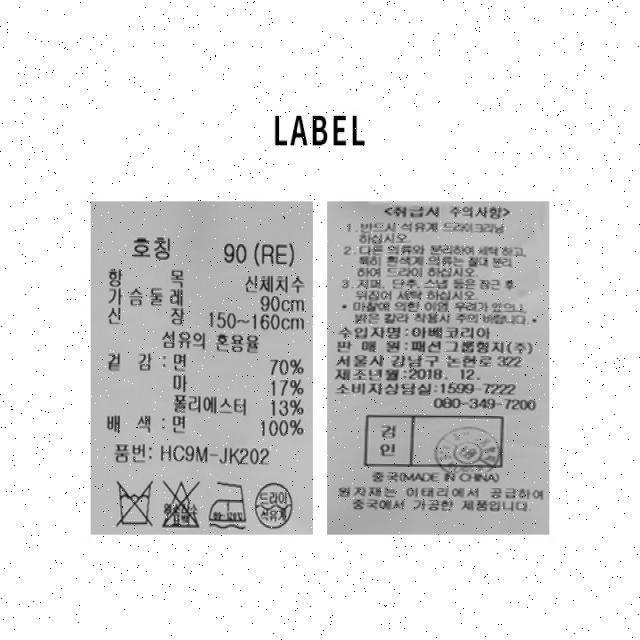 LABEL
호칭 90 (RE)
항 목 신체치수
가슴둘레 90cm
신 장 150~160cm
섬유의 혼용율
겉 감 : 면 70%
마 17%
폴리에스터 13%
배 색 : 면 100%
품번: HC9M-JK202
드라이
석유계
<취급시 주의사항>
1. 반드시 석유계 드라이크리닝
하십시오.
2. 다른 의류와 분리하여 세탁하고,
특히 흰색계 의류는 절대 분리
하여 드라이 하십시오.
3. 지퍼, 단추, 스냅 등은 잠근 후
뒤집어 세탁 하십시오.
* 마찰에 의한 이염 우려가 있으니,
밝은 칼라 착용시 주의 바랍니다. *
수입자명:아베코리아
판 매 원:패션그룹형지(주)
서울시 강남구 논현로 322
제조년월:2018. 12.
소비자상담실:1599-7222
080-349-7200
검
인
중국(MADE IN CHINA)
원자재는 이태리에서 공급하여
중국에서 가공한 제품입니다.